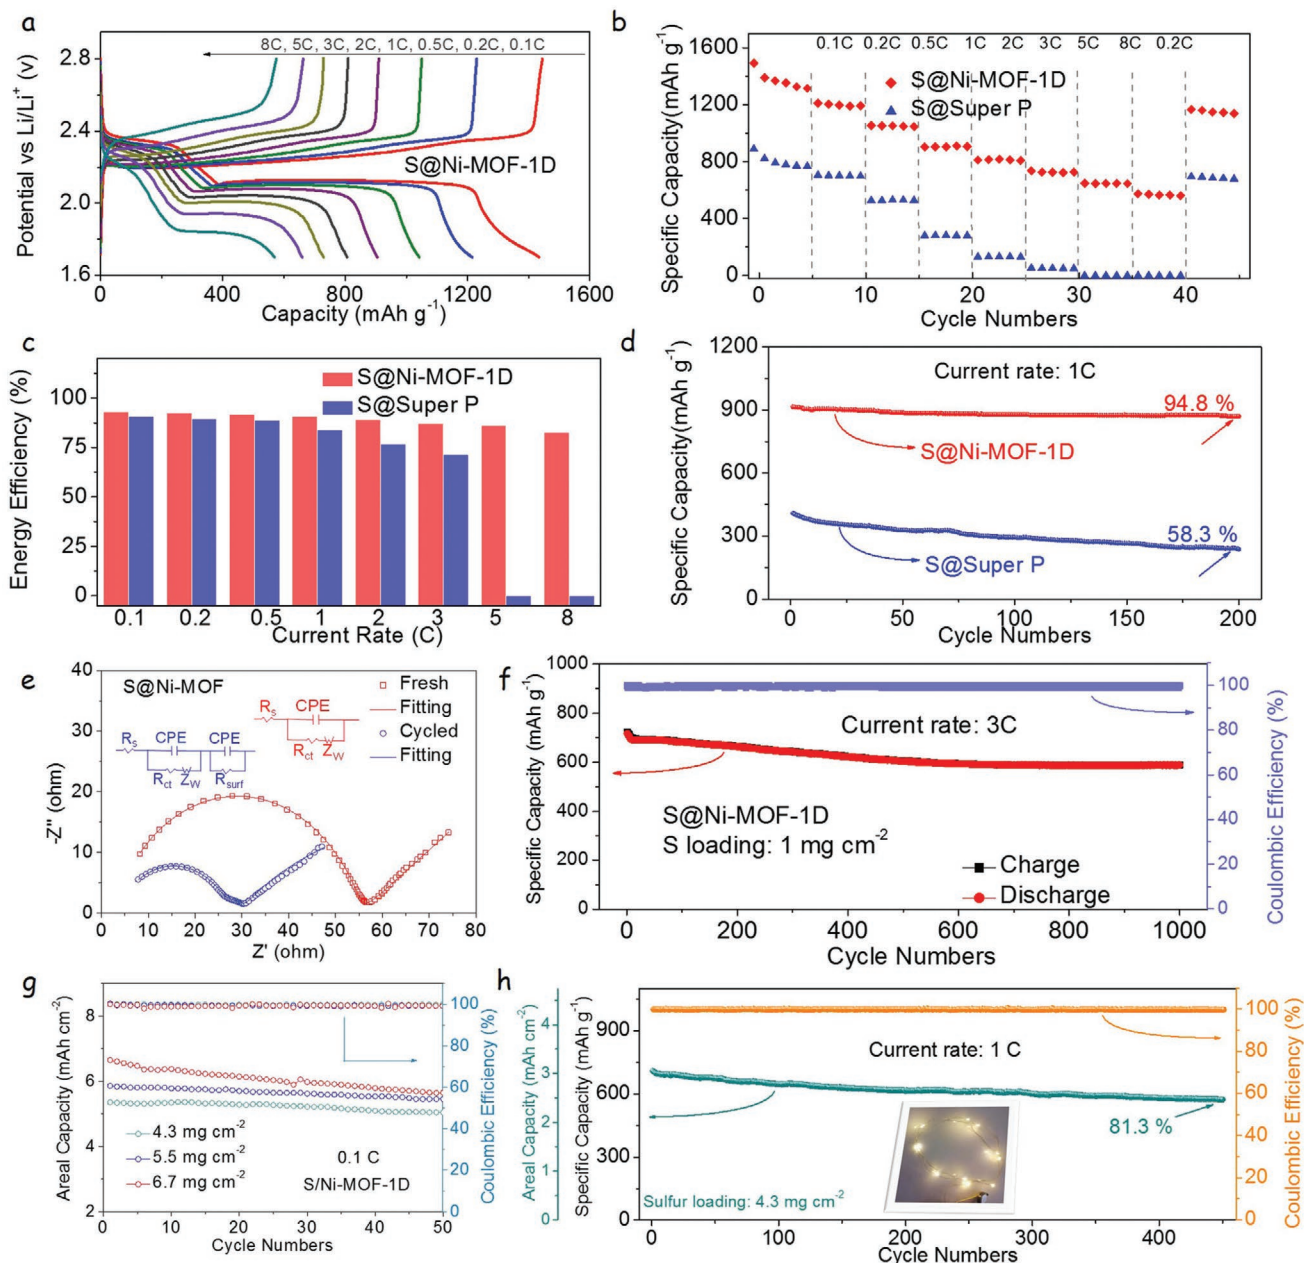 a
8C, 5C, 3C, 2C, 1C, 0.5C, 0.2C, 0.1C
2.8
2.4
2.0
1.6
Potential vs Li/Li⁺ (v)
S@Ni-MOF-1D
0 400 800 1200 1600
Capacity (mAh g⁻¹)
b
0.1C 0.2C 0.5C 1C 2C 3C 5C 8C 0.2C
1600
1200
800
400
0
Specific Capacity(mAh g⁻¹)
S@Ni-MOF-1D
S@Super P
0 10 20 30 40
Cycle Numbers
c
100
75
50
25
0
Energy Efficiency (%)
S@Ni-MOF-1D
S@Super P
0.1 0.2 0.5 1 2 3 5 8
Current Rate (C)
d
1200
900
600
300
0
Specific Capacity(mAh g⁻¹)
Current rate: 1C
94.8 %
S@Ni-MOF-1D
58.3 %
S@Super P
0 50 100 150 200
Cycle Numbers
e
40
30
20
10
0
-Z'' (ohm)
S@Ni-MOF
Fresh
Fitting
Cycled
Fitting
Rs CPE
Rct ZW
Rs CPE CPE
Rct ZW Rsurf
0 10 20 30 40 50 60 70 80
Z' (ohm)
f
1000
800
600
400
200
0
Specific Capacity (mAh g⁻¹)
Current rate: 3C
S@Ni-MOF-1D
S loading: 1 mg cm⁻²
Charge
Discharge
100
80
60
40
20
0
Coulombic Efficiency (%)
0 200 400 600 800 1000
Cycle Numbers
g
8
6
4
2
Areal Capacity (mAh cm⁻²)
4.3 mg cm⁻²
5.5 mg cm⁻²
6.7 mg cm⁻²
0.1 C
S/Ni-MOF-1D
100
80
60
40
20
0
Coulombic Efficiency (%)
0 10 20 30 40 50
Cycle Numbers
h
4
3
2
1
0
Areal Capacity (mAh cm⁻²)
900
600
300
0
Specific Capacity (mAh g⁻¹)
Current rate: 1 C
81.3 %
Sulfur loading: 4.3 mg cm⁻²
100
80
60
40
20
0
Coulombic Efficiency (%)
0 100 200 300 400
Cycle Numbers